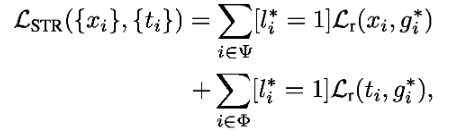 ℒ_STR({x_i}, {t_i}) = ∑_{i∈Ψ} [l_i^* = 1]ℒ_r(x_i, g_i^*)
+ ∑_{i∈Φ} [l_i^* = 1]ℒ_r(t_i, g_i^*),